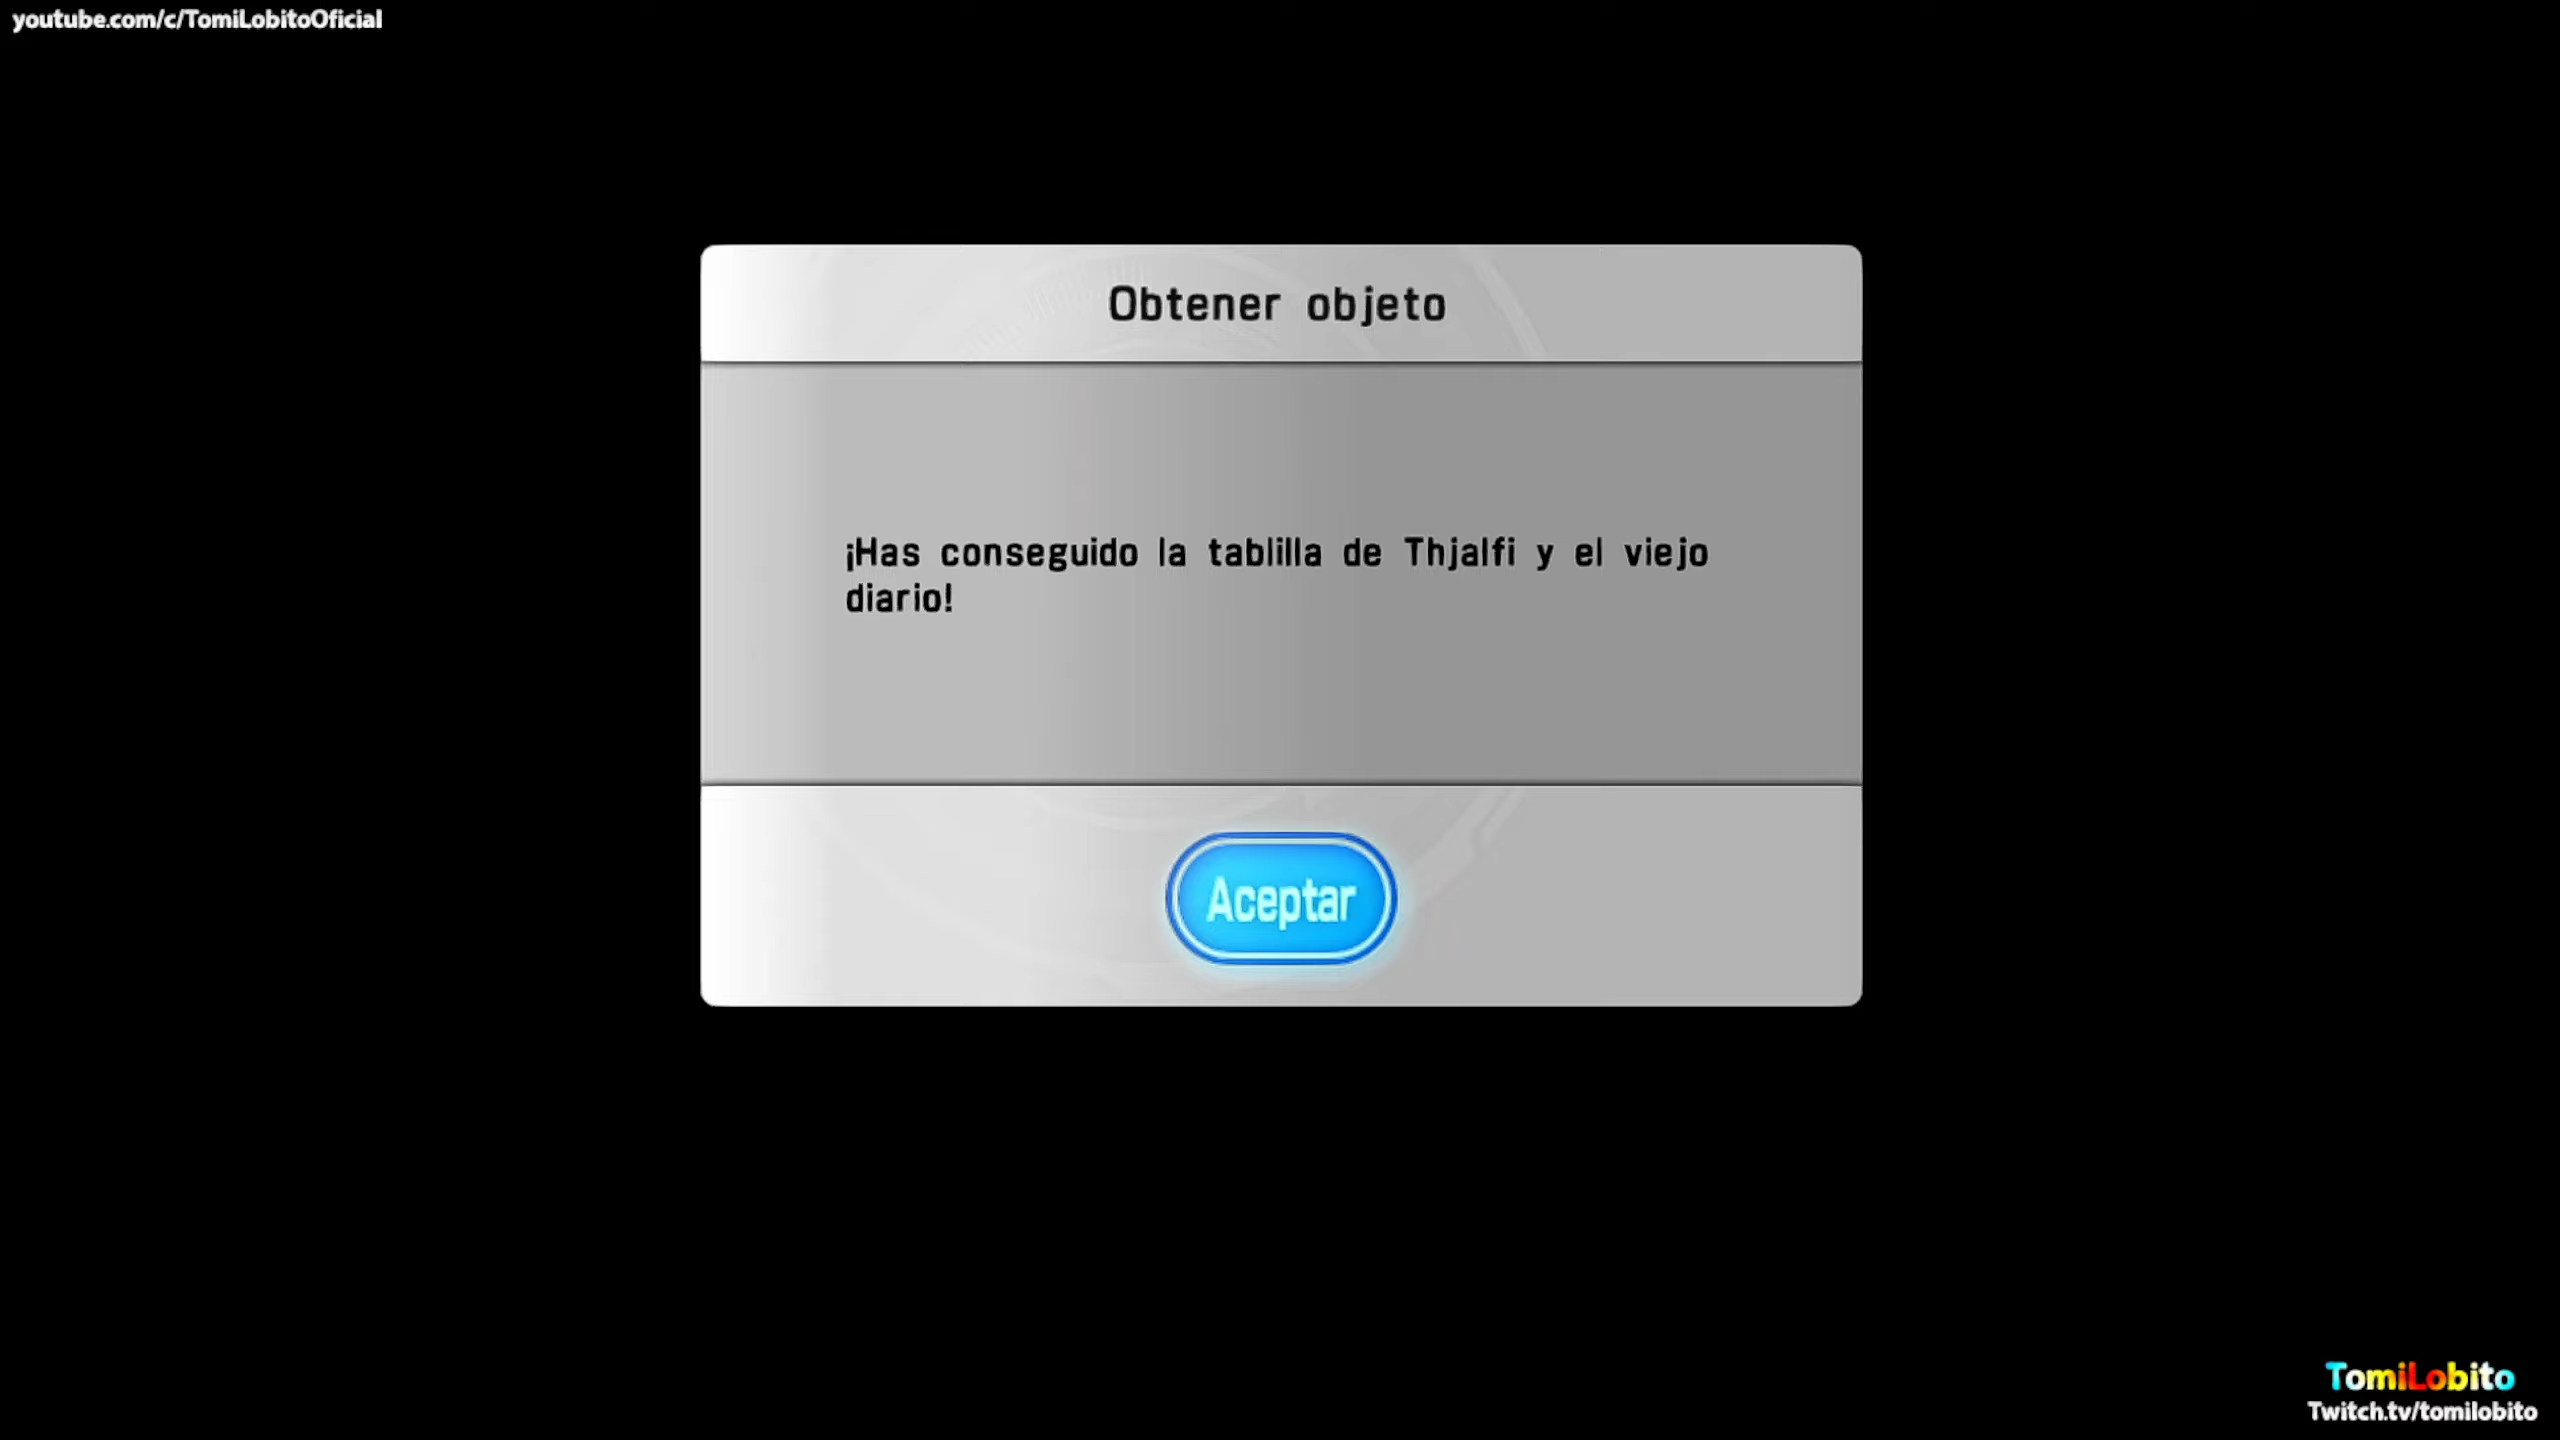 youtube.com/c/TomiLobitoOficial
Obtener objeto
¡Has conseguido la tablilla de Thjalfi y el viejo
diario!
Aceptar
TomiLobito
Twitch.tv/tomilobito